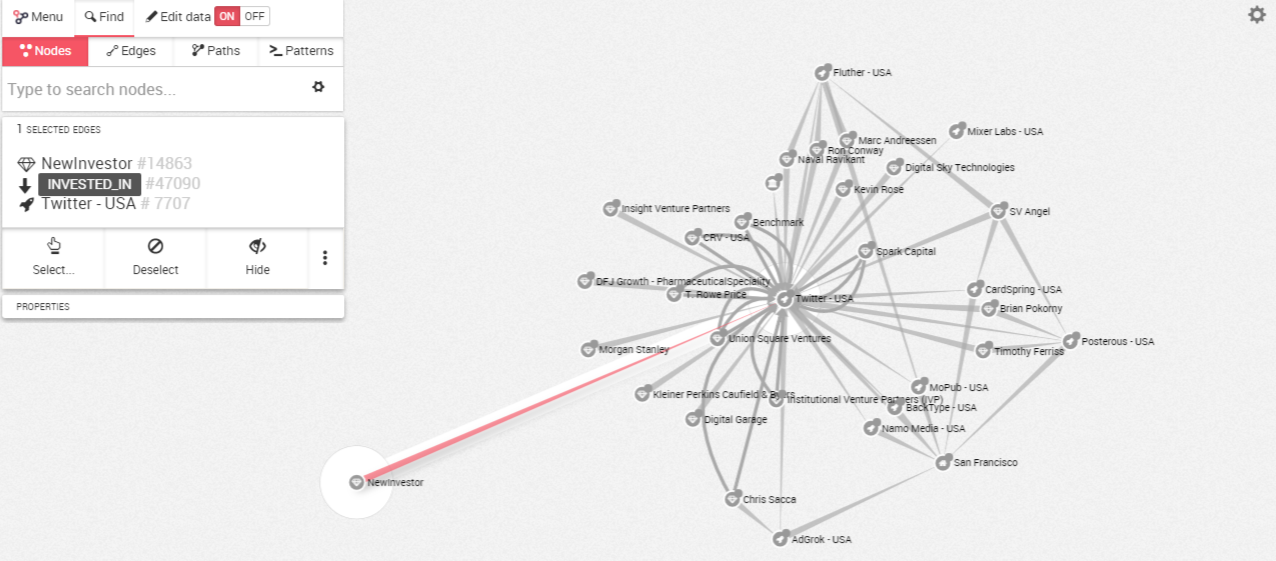 Menu
Find
Edit data ON OFF
Nodes
Edges
Paths
Patterns
Type to search nodes...
1 SELECTED EDGES
NewInvestor #14863
INVESTED_IN #47090
Twitter - USA # 7707
Select...
Deselect
Hide
PROPERTIES
Fluther - USA
Mixer Labs - USA
Marc Andreessen
Ron Conway
Naval Ravikant
Digital Sky Technologies
Kevin Rose
Insight Venture Partners
SV Angel
Benchmark
CRV - USA
Spark Capital
DFJ Growth - PharmaceuticalSpeciality
CardSpring - USA
T. Rowe Price
Twitter - USA
Brian Pokorny
Union Square Ventures
Posterous - USA
Morgan Stanley
Timothy Ferriss
MoPub - USA
Kleiner Perkins Caufield & Byers
Institutional Venture Partners (IVP)
BackType - USA
Digital Garage
Namo Media - USA
San Francisco
NewInvestor
Chris Sacca
AdGrok - USA